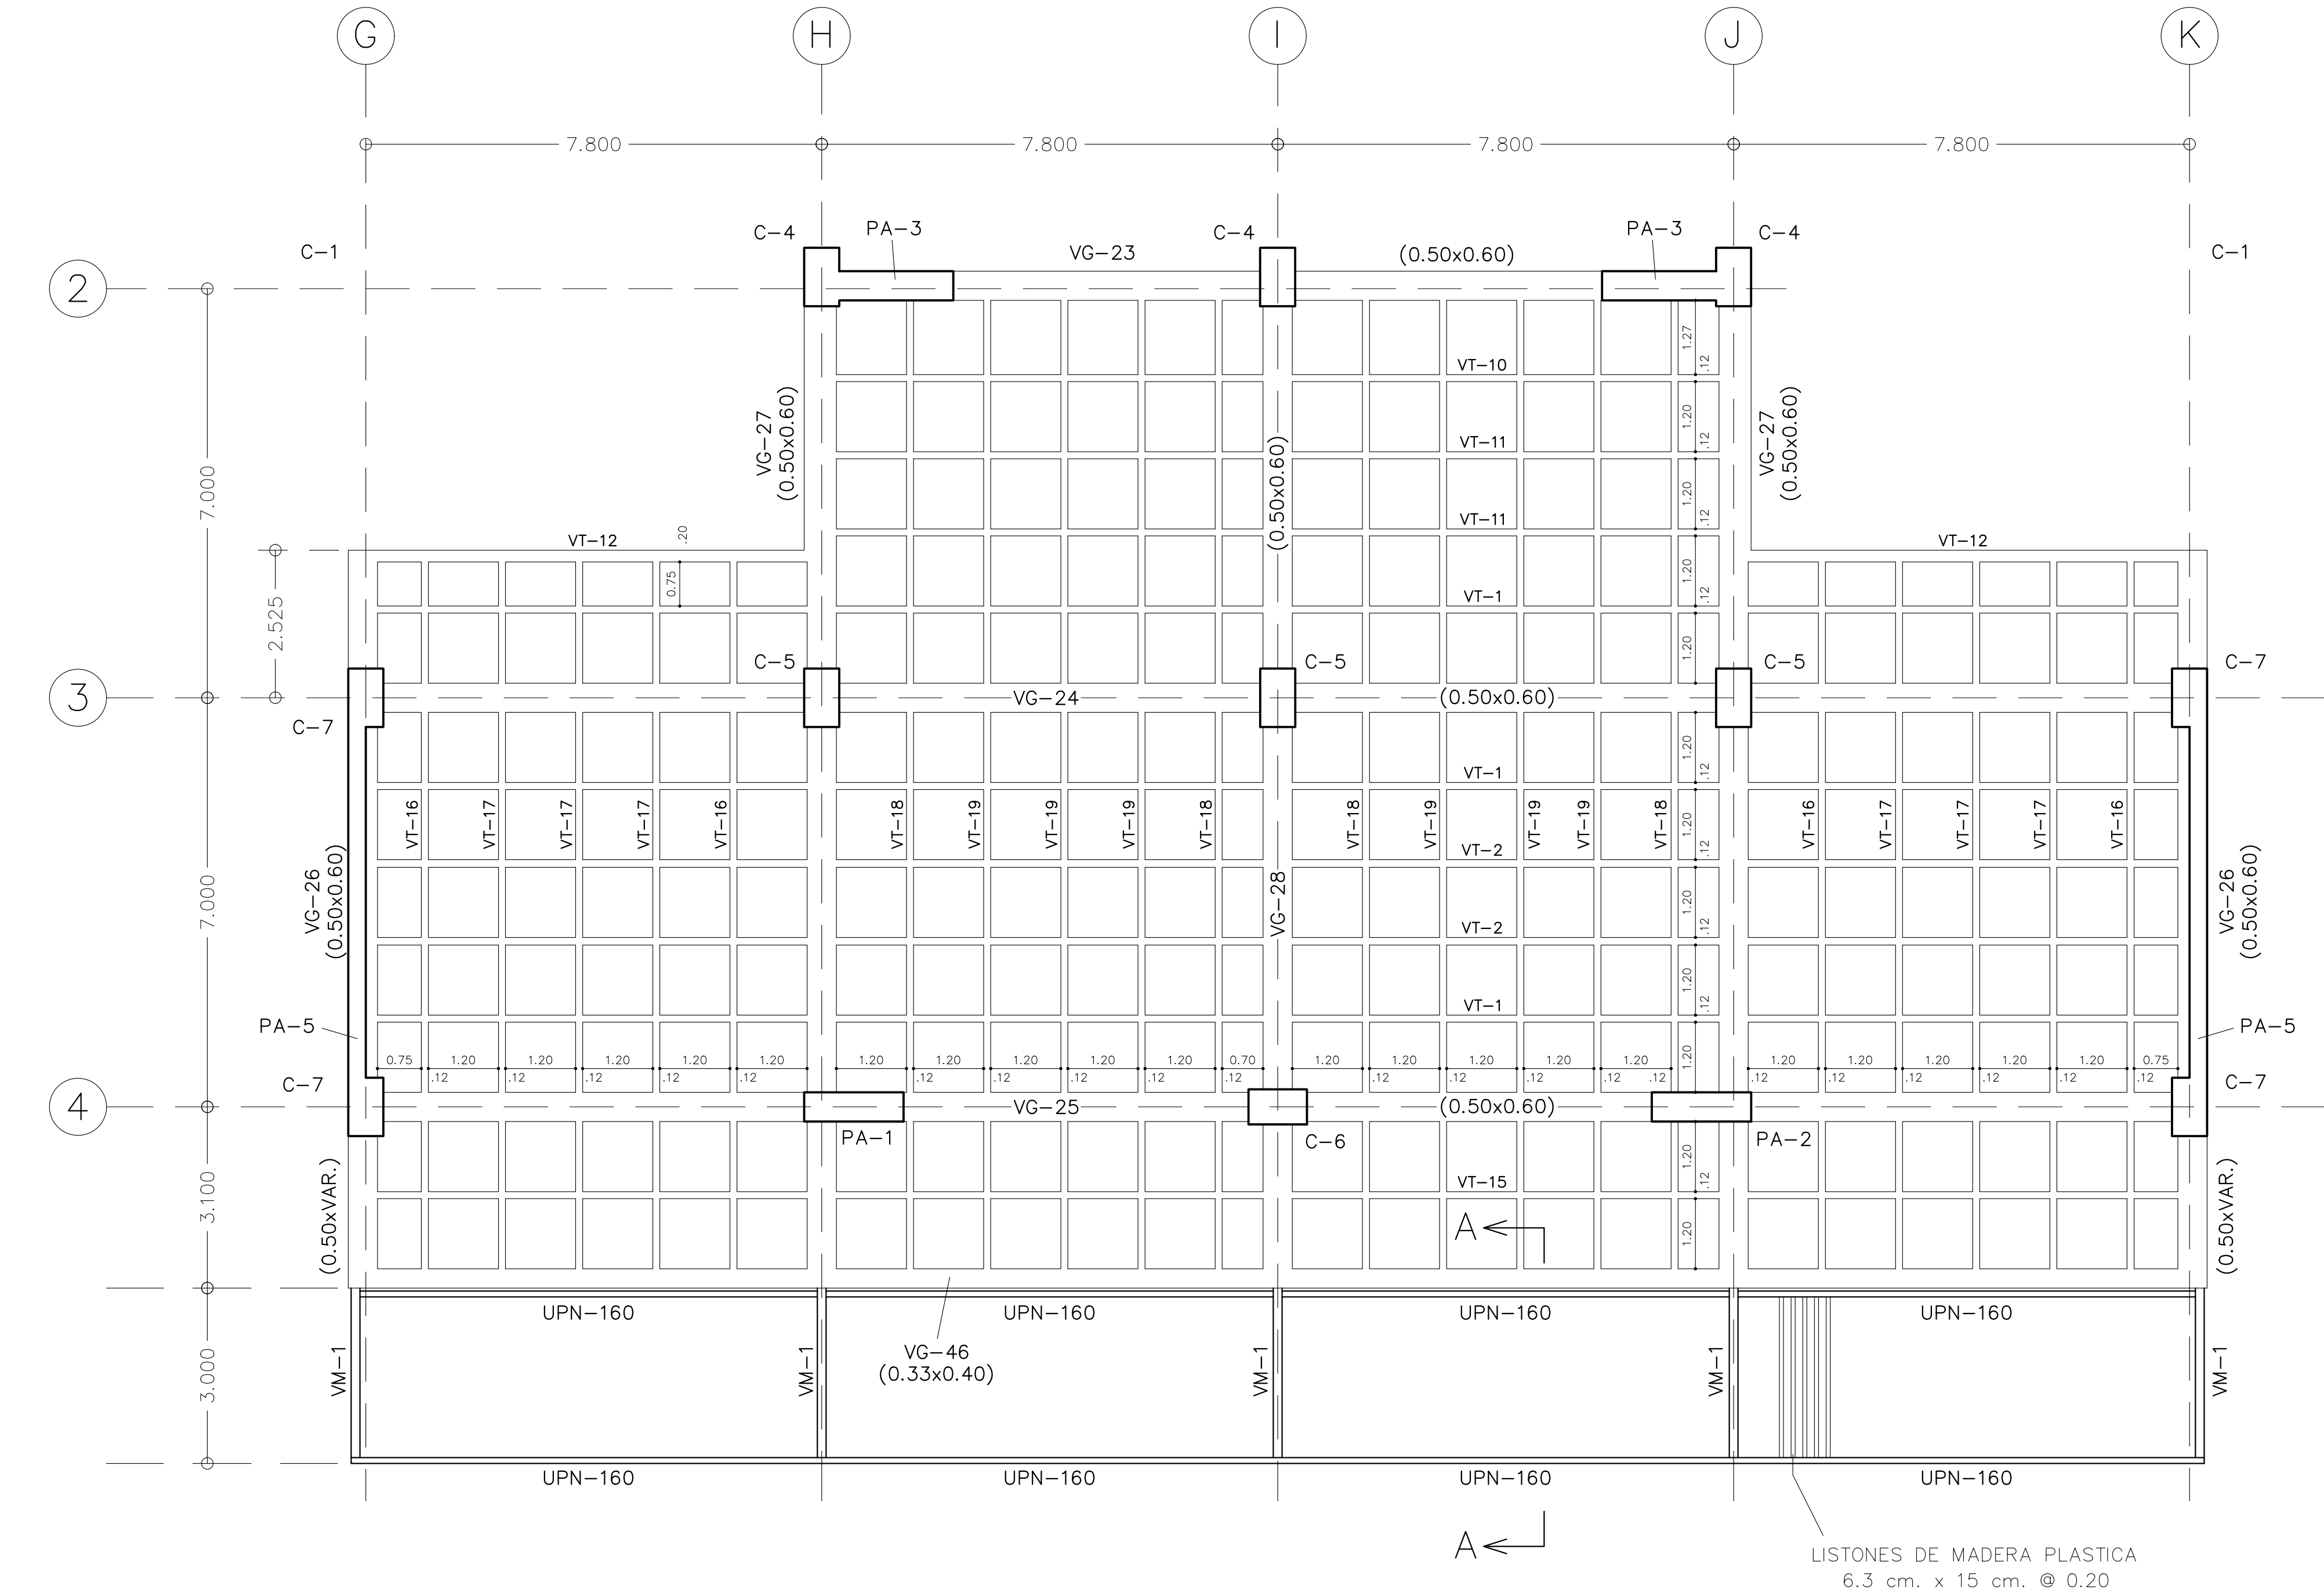 G H I J K
7.800 7.800 7.800 7.800
C-1 C-4 PA-3 VG-23 C-4 (0.50x0.60) PA-3 C-4 C-1
2
1.27
.12
VT-10
VG-27
(0.50x0.60)
1.20
.12
VT-11
VG-27
(0.50x0.60)
(0.50x0.60)
7.000
1.20
.12
VT-11
VT-12 .20 VT-12
0.75
1.20
.12
VT-1
2.525
1.20
C-5 C-5 C-5 C-7
3 VG-24 (0.50x0.60)
C-7
1.20
.12
VT-1
VT-16 VT-17 VT-17 VT-17 VT-16 VT-18 VT-19 VT-19 VT-19 VT-18 VT-18 VT-19 VT-19 VT-19 VT-18 VT-16 VT-17 VT-17 VT-17 VT-16
1.20
.12
VT-2
7.000
VG-26
(0.50x0.60)
VG-28
VG-26
(0.50x0.60)
1.20
.12
VT-2
1.20
.12
VT-1
PA-5 PA-5
1.20
0.75 1.20 1.20 1.20 1.20 1.20 1.20 1.20 1.20 1.20 1.20 0.70 1.20 1.20 1.20 1.20 1.20 1.20 1.20 1.20 1.20 1.20 0.75
.12 .12 .12 .12 .12 .12 .12 .12 .12 .12 .12 .12 .12 .12 .12 .12 .12 .12 .12 .12 .12
C-7 C-7
4 VG-25 (0.50x0.60)
PA-1 C-6 PA-2
1.20
.12
VT-15
3.100
(0.50xVAR.) (0.50xVAR.)
1.20
A
UPN-160 UPN-160 UPN-160 UPN-160
3.000
VG-46
(0.33x0.40)
VM-1 VM-1 VM-1 VM-1 VM-1
UPN-160 UPN-160 UPN-160 UPN-160
A
LISTONES DE MADERA PLASTICA
6.3 cm. x 15 cm. @ 0.20